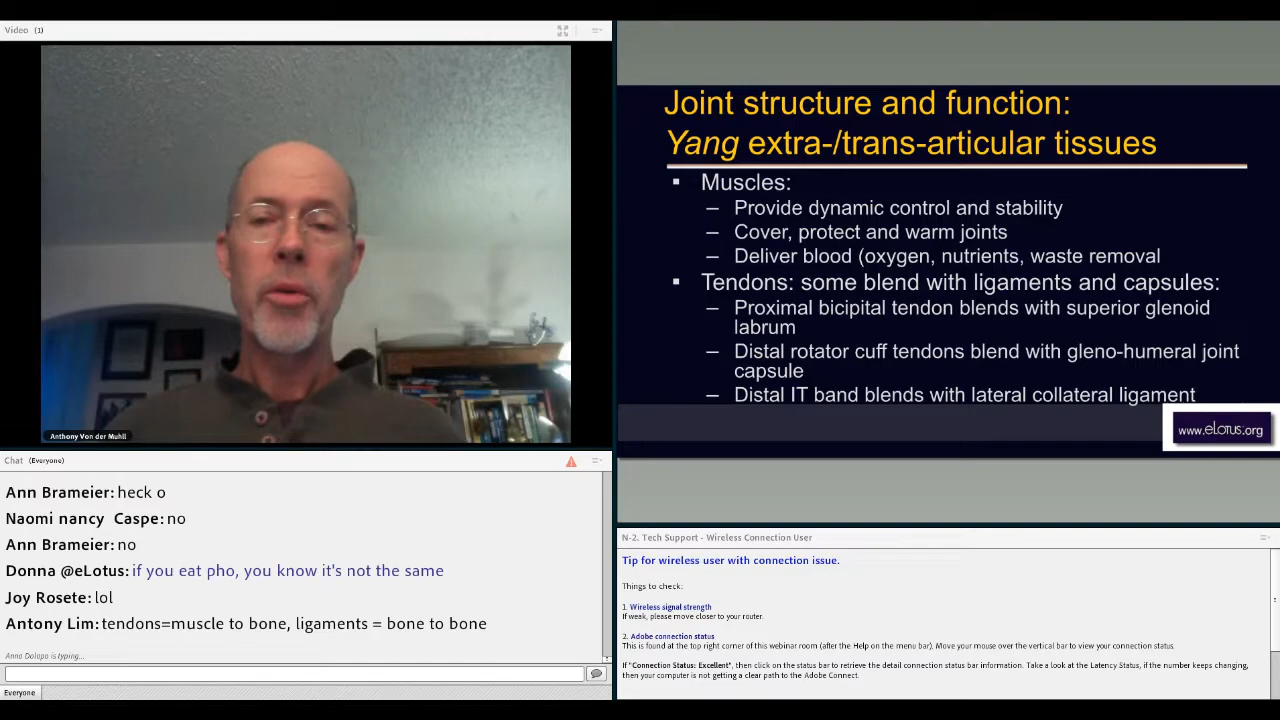 Video (1)
Anthony Von der Muhll
Chat (Everyone)
Ann Brameier: heck o
Naomi nancy Caspe: no
Ann Brameier: no
Donna @eLotus: if you eat pho, you know it's not the same
Joy Rosete: lol
Antony Lim: tendons=muscle to bone, ligaments = bone to bone
Anna Dolopo is typing...
Everyone
Joint structure and function:
Yang extra-/trans-articular tissues
▪ Muscles:
– Provide dynamic control and stability
– Cover, protect and warm joints
– Deliver blood (oxygen, nutrients, waste removal
▪ Tendons: some blend with ligaments and capsules:
– Proximal bicipital tendon blends with superior glenoid
labrum
– Distal rotator cuff tendons blend with gleno-humeral joint
capsule
– Distal IT band blends with lateral collateral ligament
www.eLotus.org
N-2. Tech Support - Wireless Connection User
Tip for wireless user with connection issue.
Things to check:
1. Wireless signal strength
If weak, please move closer to your router.
2. Adobe connection status
This is found at the top right corner of this webinar room (after the Help on the menu bar). Move your mouse over the vertical bar to view your connection status.
If "Connection Status: Excellent", then click on the status bar to retrieve the detail connection status bar information. Take a look at the Latency Status, if the number keeps changing,
then your computer is not getting a clear path to the Adobe Connect.